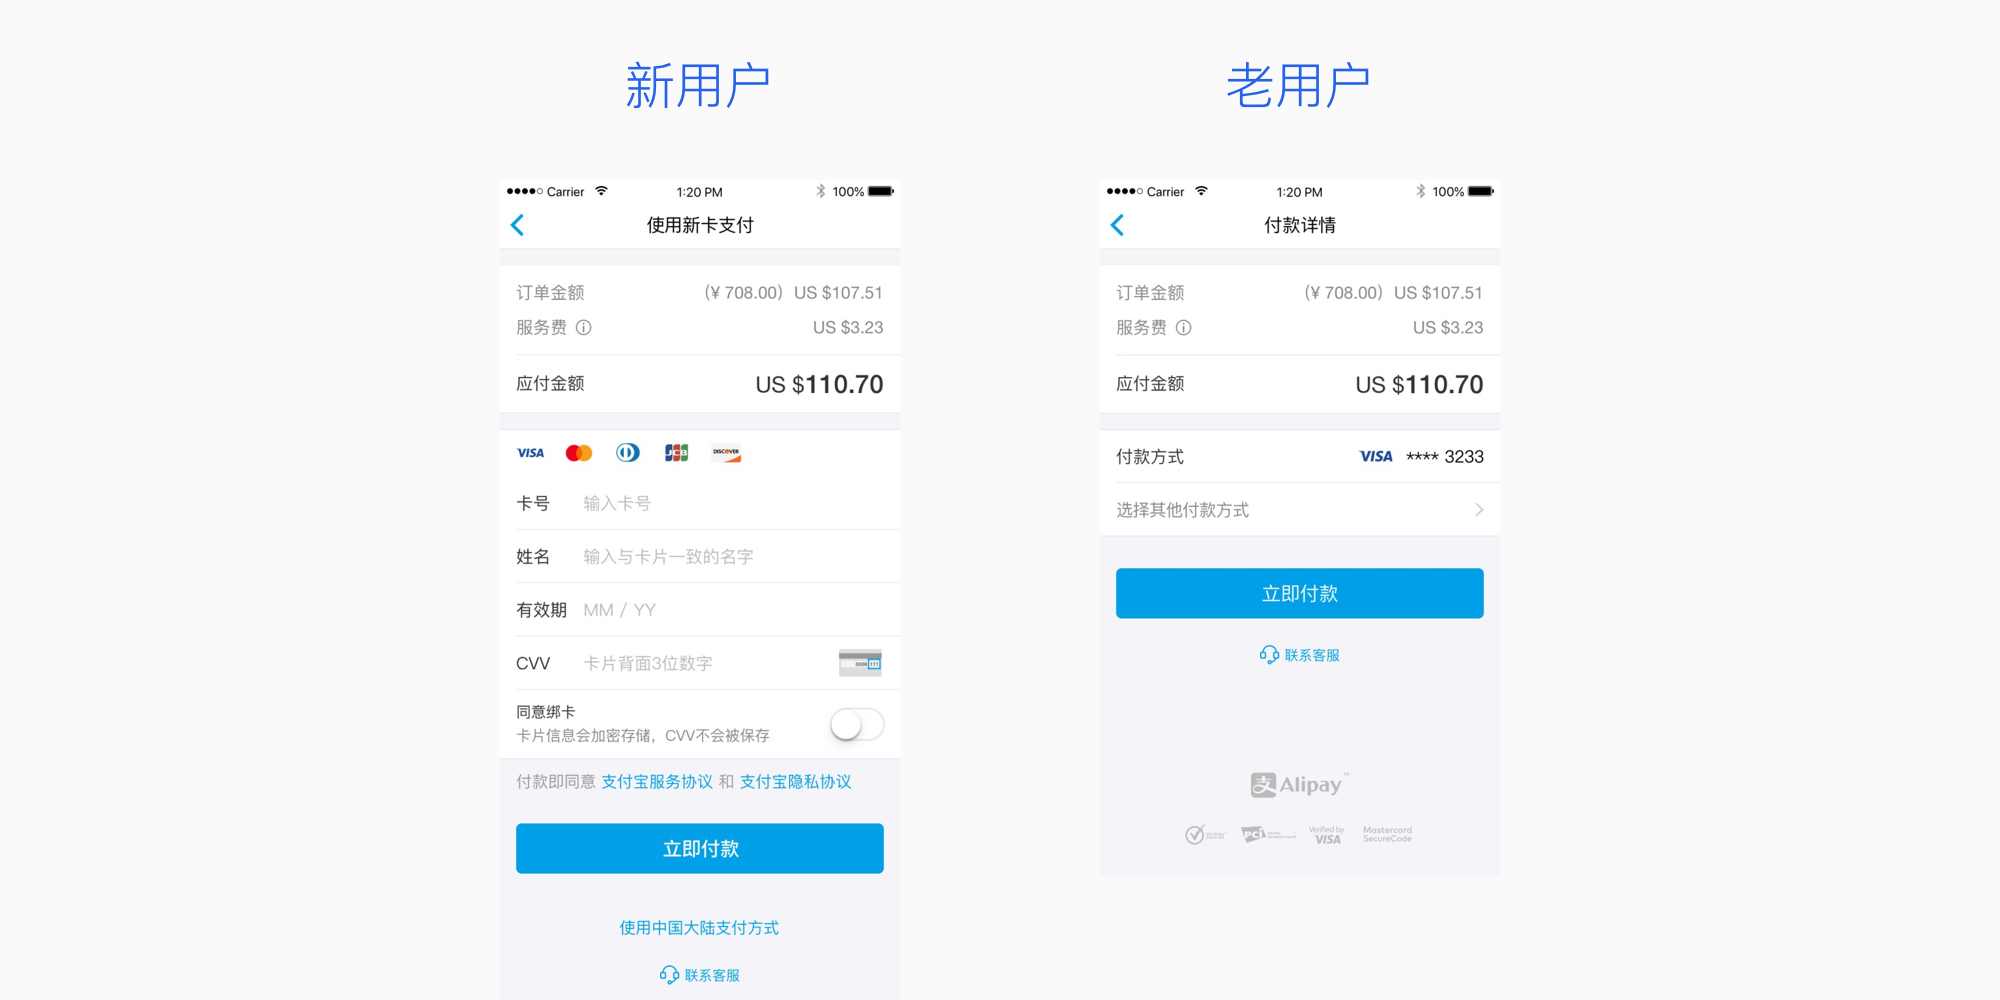 新用户
●●●●○ Carrier 1:20 PM 100%
使用新卡支付
订单金额 (¥ 708.00) US $107.51
服务费 US $3.23
应付金额 US $110.70
VISA JCB DISCOVER
卡号 输入卡号
姓名 输入与卡片一致的名字
有效期 MM / YY
CVV 卡片背面3位数字 0006 111
同意绑卡
卡片信息会加密存储，CVV不会被保存
付款即同意 支付宝服务协议 和 支付宝隐私协议
立即付款
使用中国大陆支付方式
联系客服
老用户
●●●●○ Carrier 1:20 PM 100%
付款详情
订单金额 (¥ 708.00) US $107.51
服务费 US $3.23
应付金额 US $110.70
付款方式 VISA **** 3233
选择其他付款方式
立即付款
联系客服
支 Alipay™
PCI Verified by VISA Mastercard SecureCode